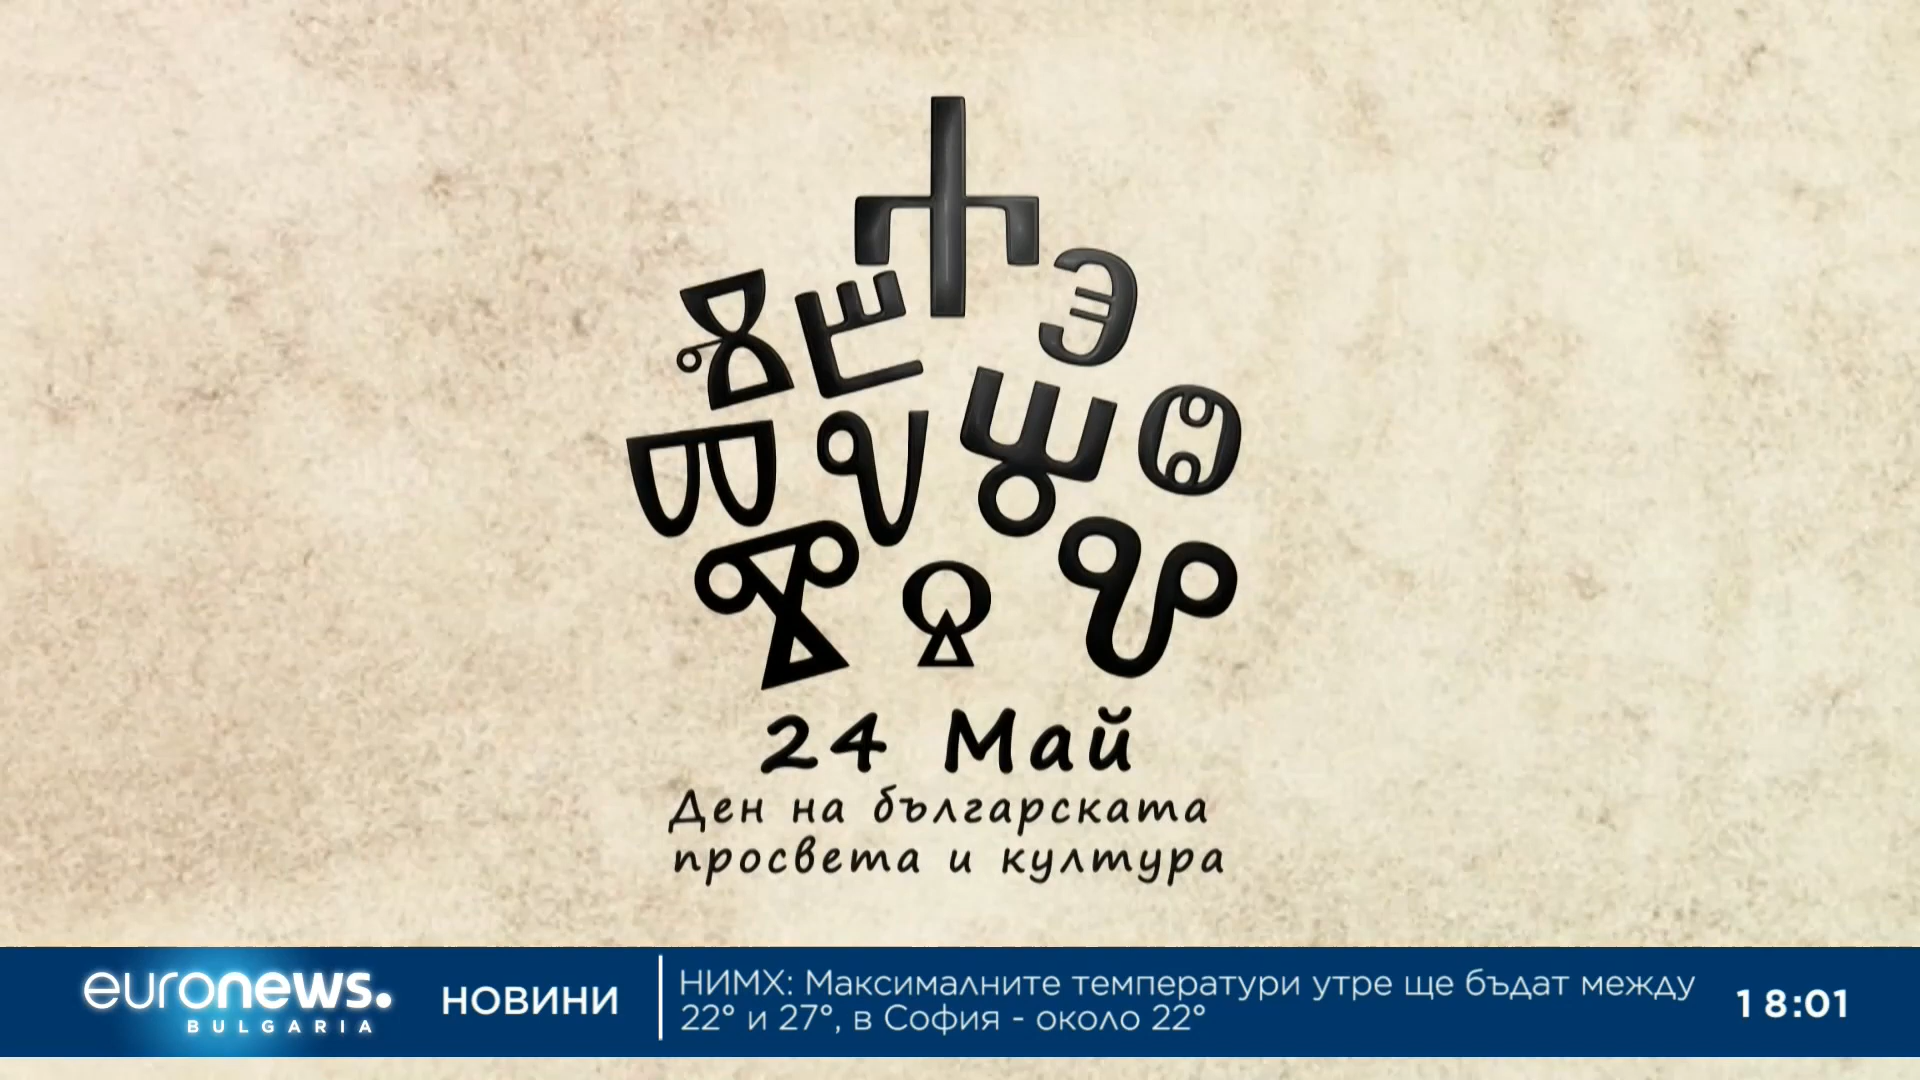 24 Май
Ден на българската
просвета и култура
euronews.
BULGARIA
НОВИНИ
НИМХ: Максималните температури утре ще бъдат между
22° и 27°, в София - около 22°
18:01